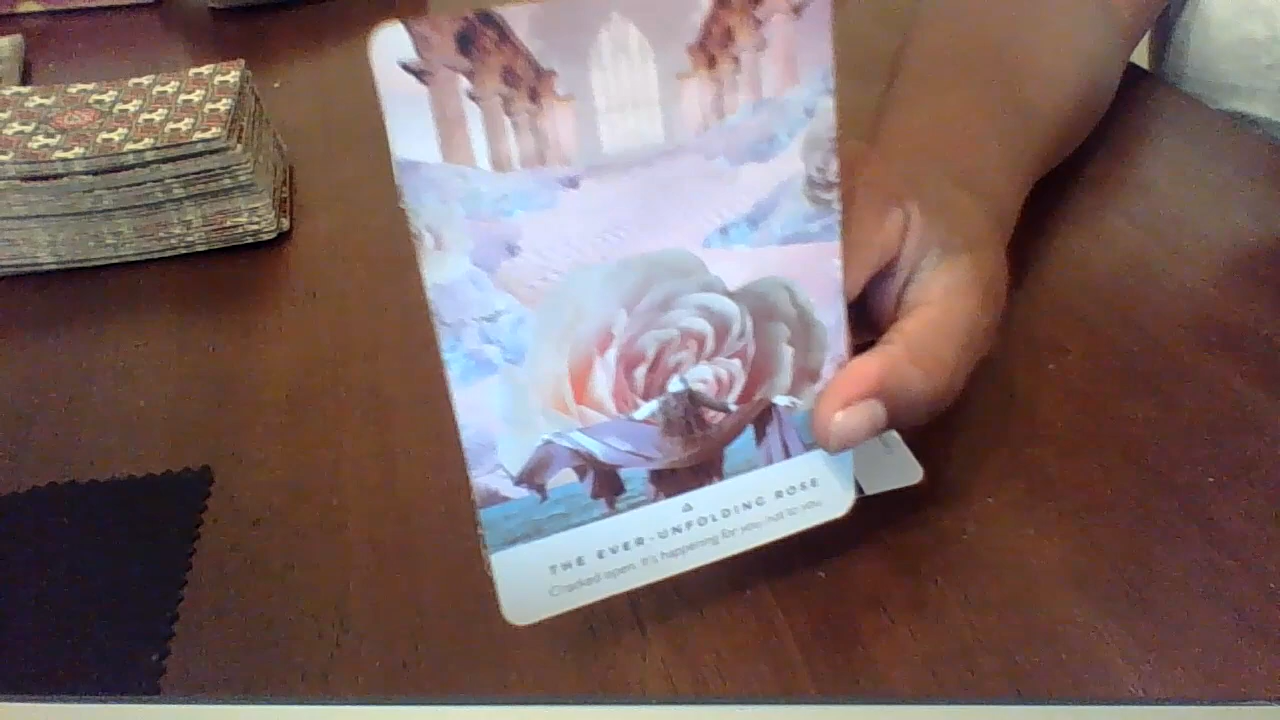 THE EVER-UNFOLDING ROSE
Cracked open. It's happening for you, not to you.